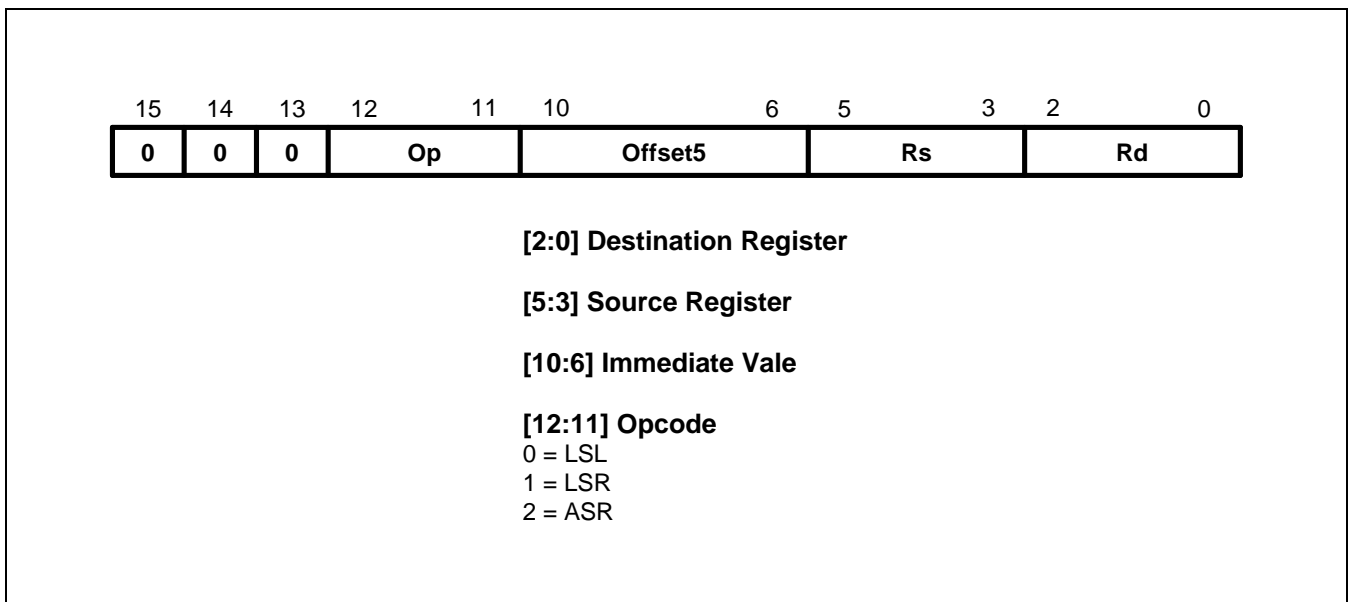 15 14 13 12 11 10 6 5 3 2 0
0 0 0 Op Offset5 Rs Rd
[2:0] Destination Register
[5:3] Source Register
[10:6] Immediate Vale
[12:11] Opcode
0 = LSL
1 = LSR
2 = ASR